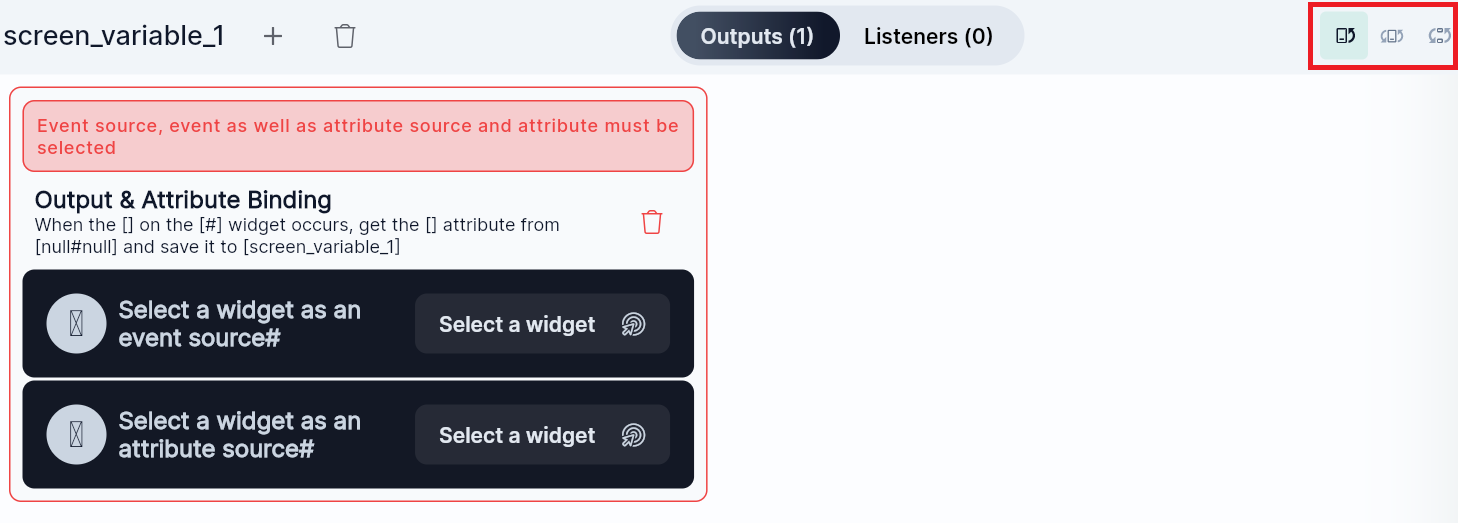 screen_variable_1
Outputs (1)
Listeners (0)
Event source, event as well as attribute source and attribute must be
selected
Output & Attribute Binding
When the [] on the [#] widget occurs, get the [] attribute from
[null#null] and save it to [screen_variable_1]
Select a widget as an
event source#
Select a widget
Select a widget as an
attribute source#
Select a widget